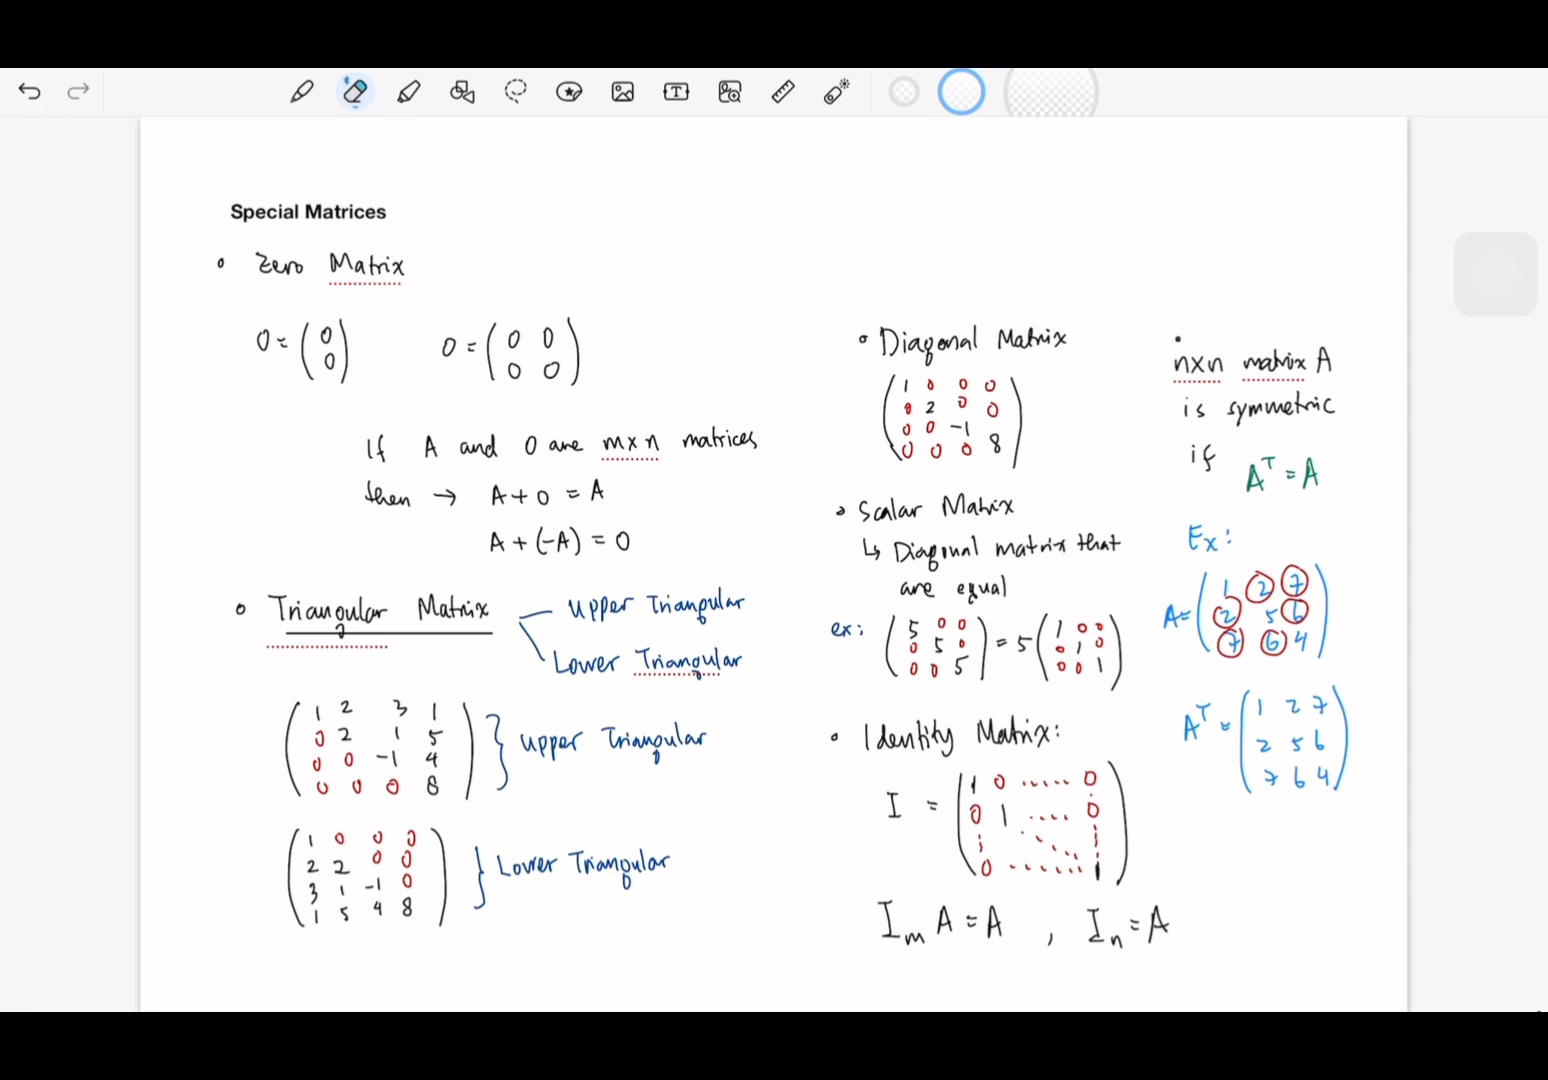 Special Matrices
• Zero Matrix
0 = (0
0)
0 = (0 0
0 0)
If A and 0 are m×n matrices
then → A + 0 = A
A + (-A) = 0
• Triangular Matrix
Upper Triangular
Lower Triangular
(1 2 3 1
0 2 1 5
0 0 -1 4
0 0 0 8)
} Upper Triangular
(1 0 0 0
2 2 0 0
3 1 -1 0
1 5 4 8)
} Lower Triangular
• Diagonal Matrix
(1 0 0 0
0 2 0 0
0 0 -1
0 0 0 8)
• Scalar Matrix
↳ Diagonal matrix that
are equal
ex: (5 0 0
0 5 0
0 0 5) = 5 (1 0 0
0 1 0
0 0 1)
• Identity Matrix:
I = (1 0 ..... 0
0 1 .... 0
0 ....... 1)
I_m A = A , I_n = A
• n×n matrix A
is symmetric
if A^T = A
Ex:
A = (1 2 7
2 5 6
7 6 4)
A^T = (1 2 7
2 5 6
7 6 4)